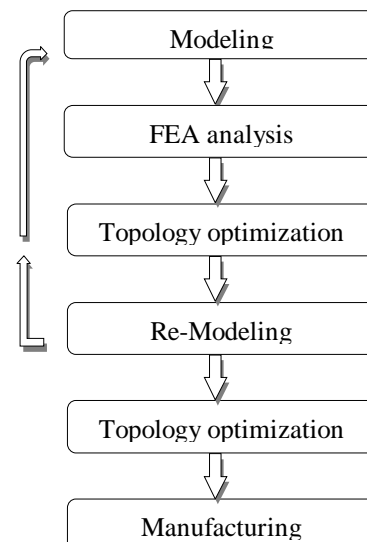 Modeling
FEA analysis
Topology optimization
Re-Modeling
Topology optimization
Manufacturing